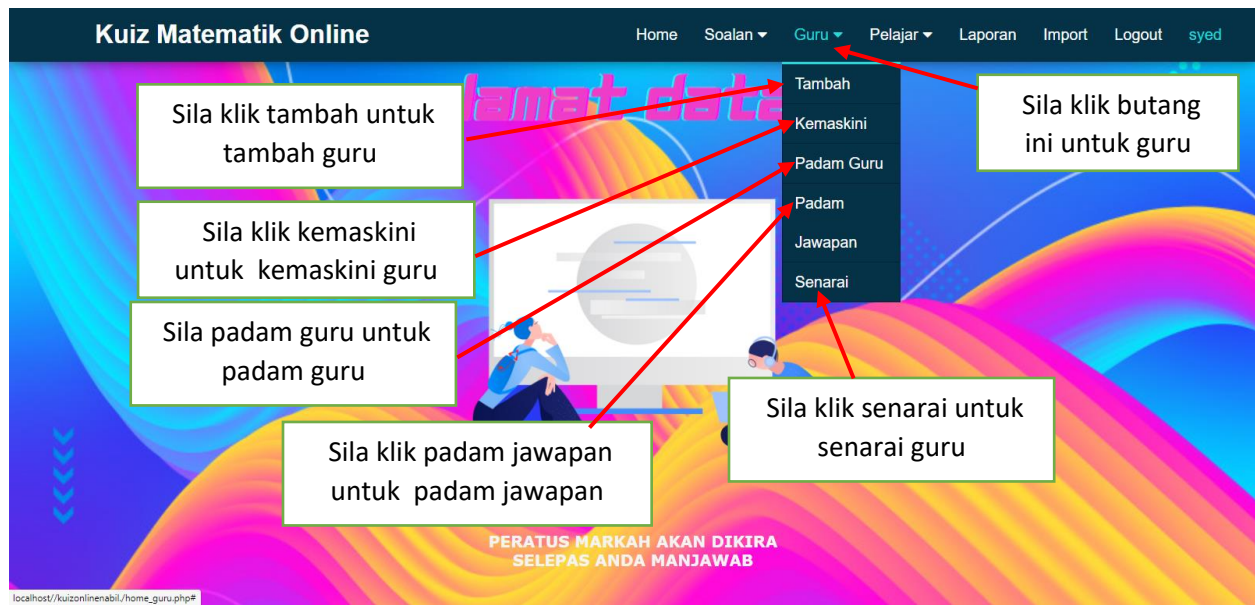 Kuiz Matematik Online
Home Soalan Guru Pelajar Laporan Import Logout syed
Tambah
Kemaskini
Padam Guru
Padam
Jawapan
Senarai
Sila klik tambah untuk
tambah guru
Sila klik butang
ini untuk guru
Sila klik kemaskini
untuk kemaskini guru
Sila padam guru untuk
padam guru
Sila klik senarai untuk
senarai guru
Sila klik padam jawapan
untuk padam jawapan
PERATUS MARKAH AKAN DIKIRA
SELEPAS ANDA MANJAWAB
localhost//kuizonlinenabil./home_guru.php#